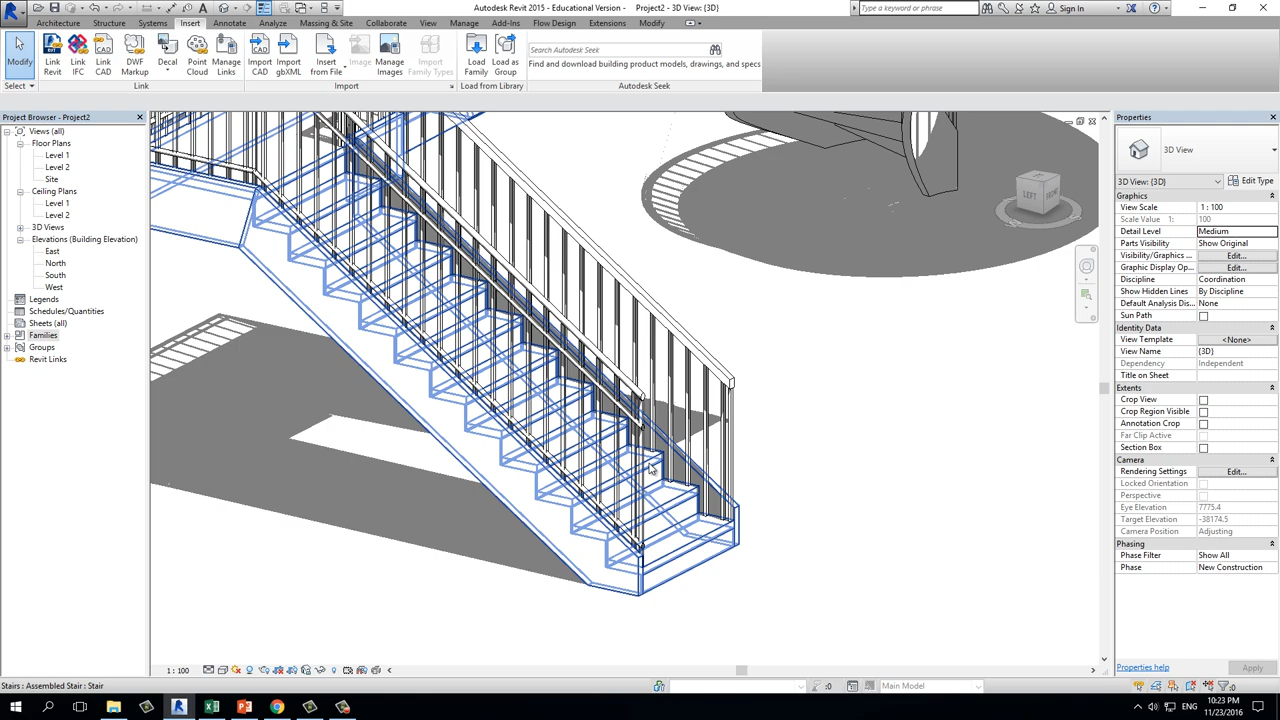 Autodesk Revit 2015 - Educational Version - Project2 - 3D View: {3D}
Type a keyword or phrase
Sign In
Architecture Structure Systems Insert Annotate Analyze Massing & Site Collaborate View Manage Add-Ins Flow Design Extensions Modify
Modify
Link Revit
Link IFC
Link CAD
DWF Markup
Decal
Point Cloud
Manage Links
Import CAD
Import gbXML
Insert from File
Image
Manage Images
Import Family Types
Load Family
Load as Group
Search Autodesk Seek
Find and download building product models, drawings, and specs
Select
Link
Import
Load from Library
Autodesk Seek
Project Browser - Project2
Views (all)
Floor Plans
Level 1
Level 2
Site
Ceiling Plans
Level 1
Level 2
3D Views
Elevations (Building Elevation)
East
North
South
West
Legends
Schedules/Quantities
Sheets (all)
Families
Groups
Revit Links
LEFT
Properties
3D View
3D View: {3D}
Edit Type
Graphics
View Scale 1 : 100
Scale Value 1: 100
Detail Level Medium
Parts Visibility Show Original
Visibility/Graphics ... Edit...
Graphic Display Op... Edit...
Discipline Coordination
Show Hidden Lines By Discipline
Default Analysis Dis... None
Sun Path
Identity Data
View Template <None>
View Name {3D}
Dependency Independent
Title on Sheet
Extents
Crop View
Crop Region Visible
Annotation Crop
Far Clip Active
Section Box
Camera
Rendering Settings Edit...
Locked Orientation
Perspective
Eye Elevation 7775.4
Target Elevation -38174.5
Camera Position Adjusting
Phasing
Phase Filter Show All
Phase New Construction
Properties help
Apply
1 : 100
Stairs : Assembled Stair : Stair
:0
Main Model
:0
ENG
10:23 PM
11/23/2016